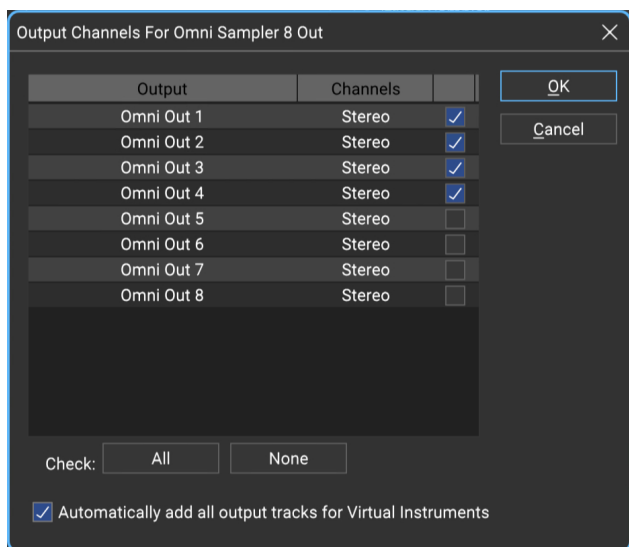 Output Channels For Omni Sampler 8 Out
Output Channels
Omni Out 1 Stereo
Omni Out 2 Stereo
Omni Out 3 Stereo
Omni Out 4 Stereo
Omni Out 5 Stereo
Omni Out 6 Stereo
Omni Out 7 Stereo
Omni Out 8 Stereo
OK
Cancel
Check: All None
Automatically add all output tracks for Virtual Instruments